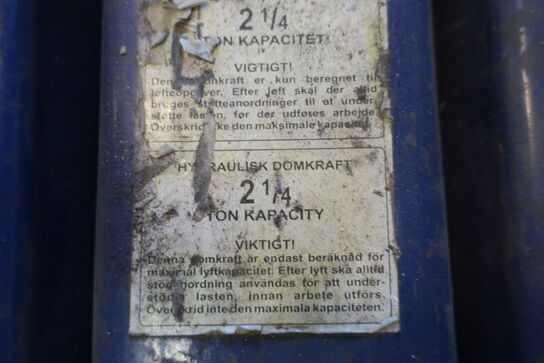 2 1/4
TON KAPACITET
VIGTIGT!
Den kraft er kun beregnet til
løfteopgaver. Efter løft skal der altid
bruges støtteanordninger til at under-
støtte lasten, før der udføres arbejde.
Overskrid ikke den maksimale kapacitet.
HYDRAULISK DOMKRAFT
2 1/4
TON KAPACITY
VIKTIGT!
Denna domkraft är endast beräknåd för
maximal lyftkapacitet. Efter lyft ska alltid
stödanordning användas för att under-
stödja lasten, innan arbete utförs.
Överskrid inte den maximala kapaciteten.